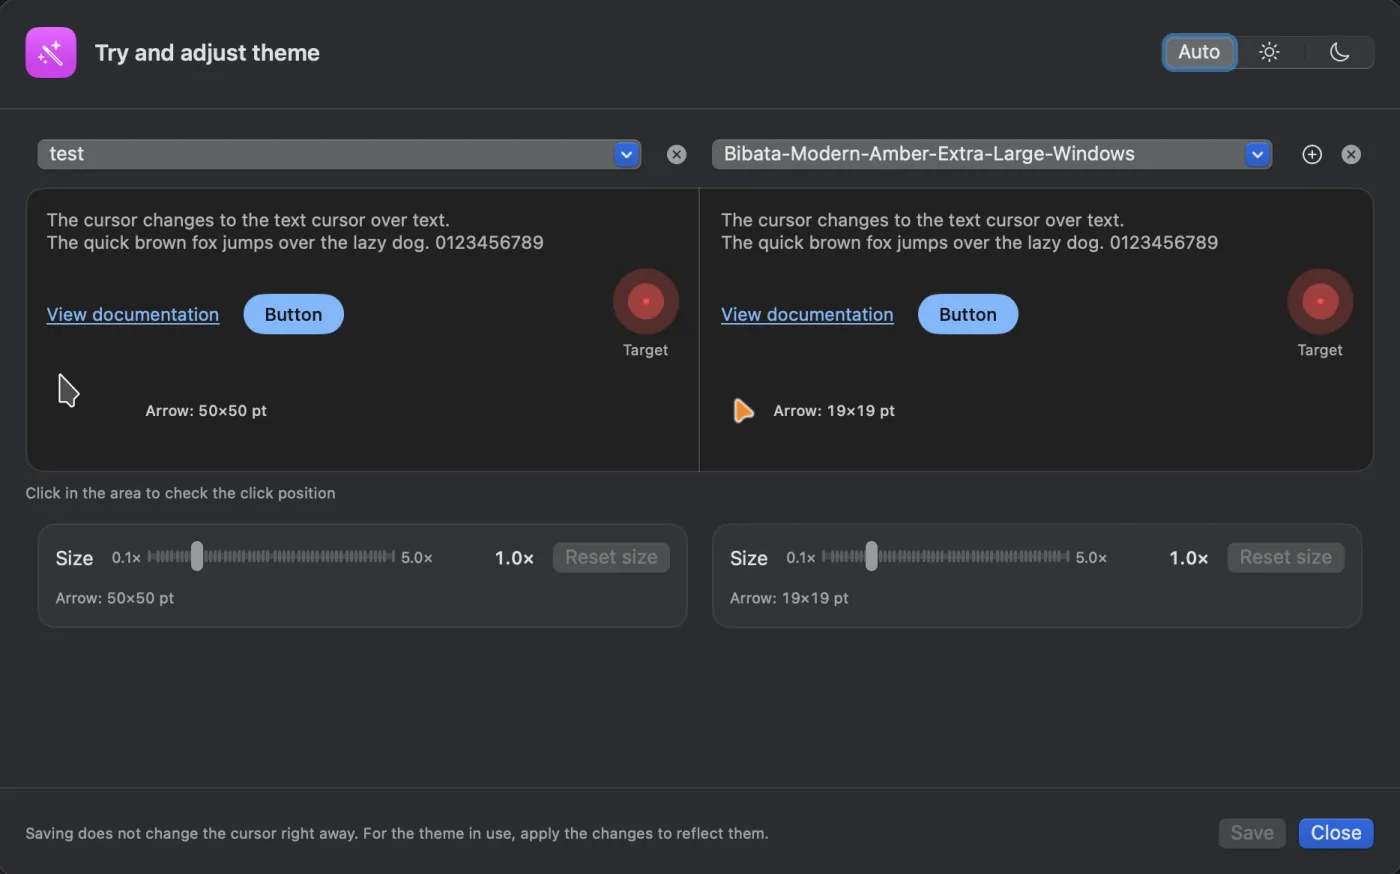 Try and adjust theme
Auto
test
Bibata-Modern-Amber-Extra-Large-Windows
The cursor changes to the text cursor over text.
The quick brown fox jumps over the lazy dog. 0123456789
View documentation
Button
Target
Arrow: 50×50 pt
The cursor changes to the text cursor over text.
The quick brown fox jumps over the lazy dog. 0123456789
View documentation
Button
Target
Arrow: 19×19 pt
Click in the area to check the click position
Size 0.1× 5.0× 1.0× Reset size
Arrow: 50×50 pt
Size 0.1× 5.0× 1.0× Reset size
Arrow: 19×19 pt
Saving does not change the cursor right away. For the theme in use, apply the changes to reflect them.
Save
Close